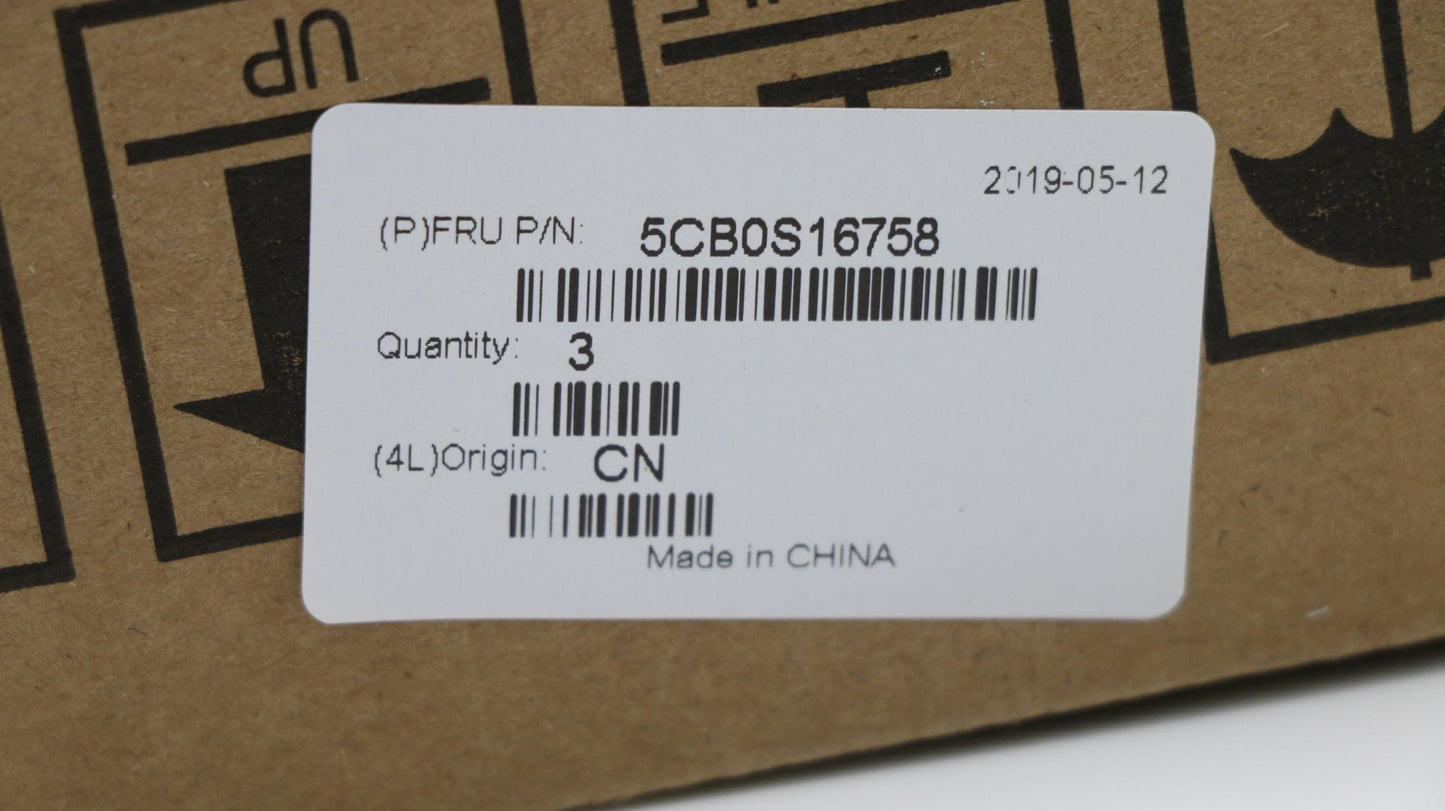 UP
2019-05-12
(P)FRU P/N: 5CB0S16758
Quantity: 3
(4L)Origin: CN
Made in CHINA